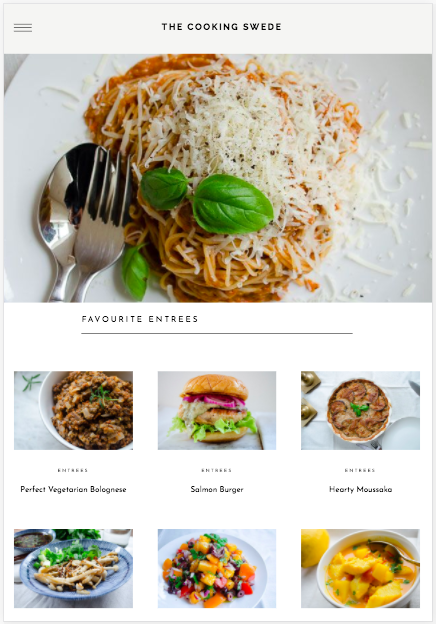 THE COOKING SWEDE
FAVOURITE ENTREES
ENTREES
Perfect Vegetarian Bolognese
ENTREES
Salmon Burger
ENTREES
Hearty Moussaka